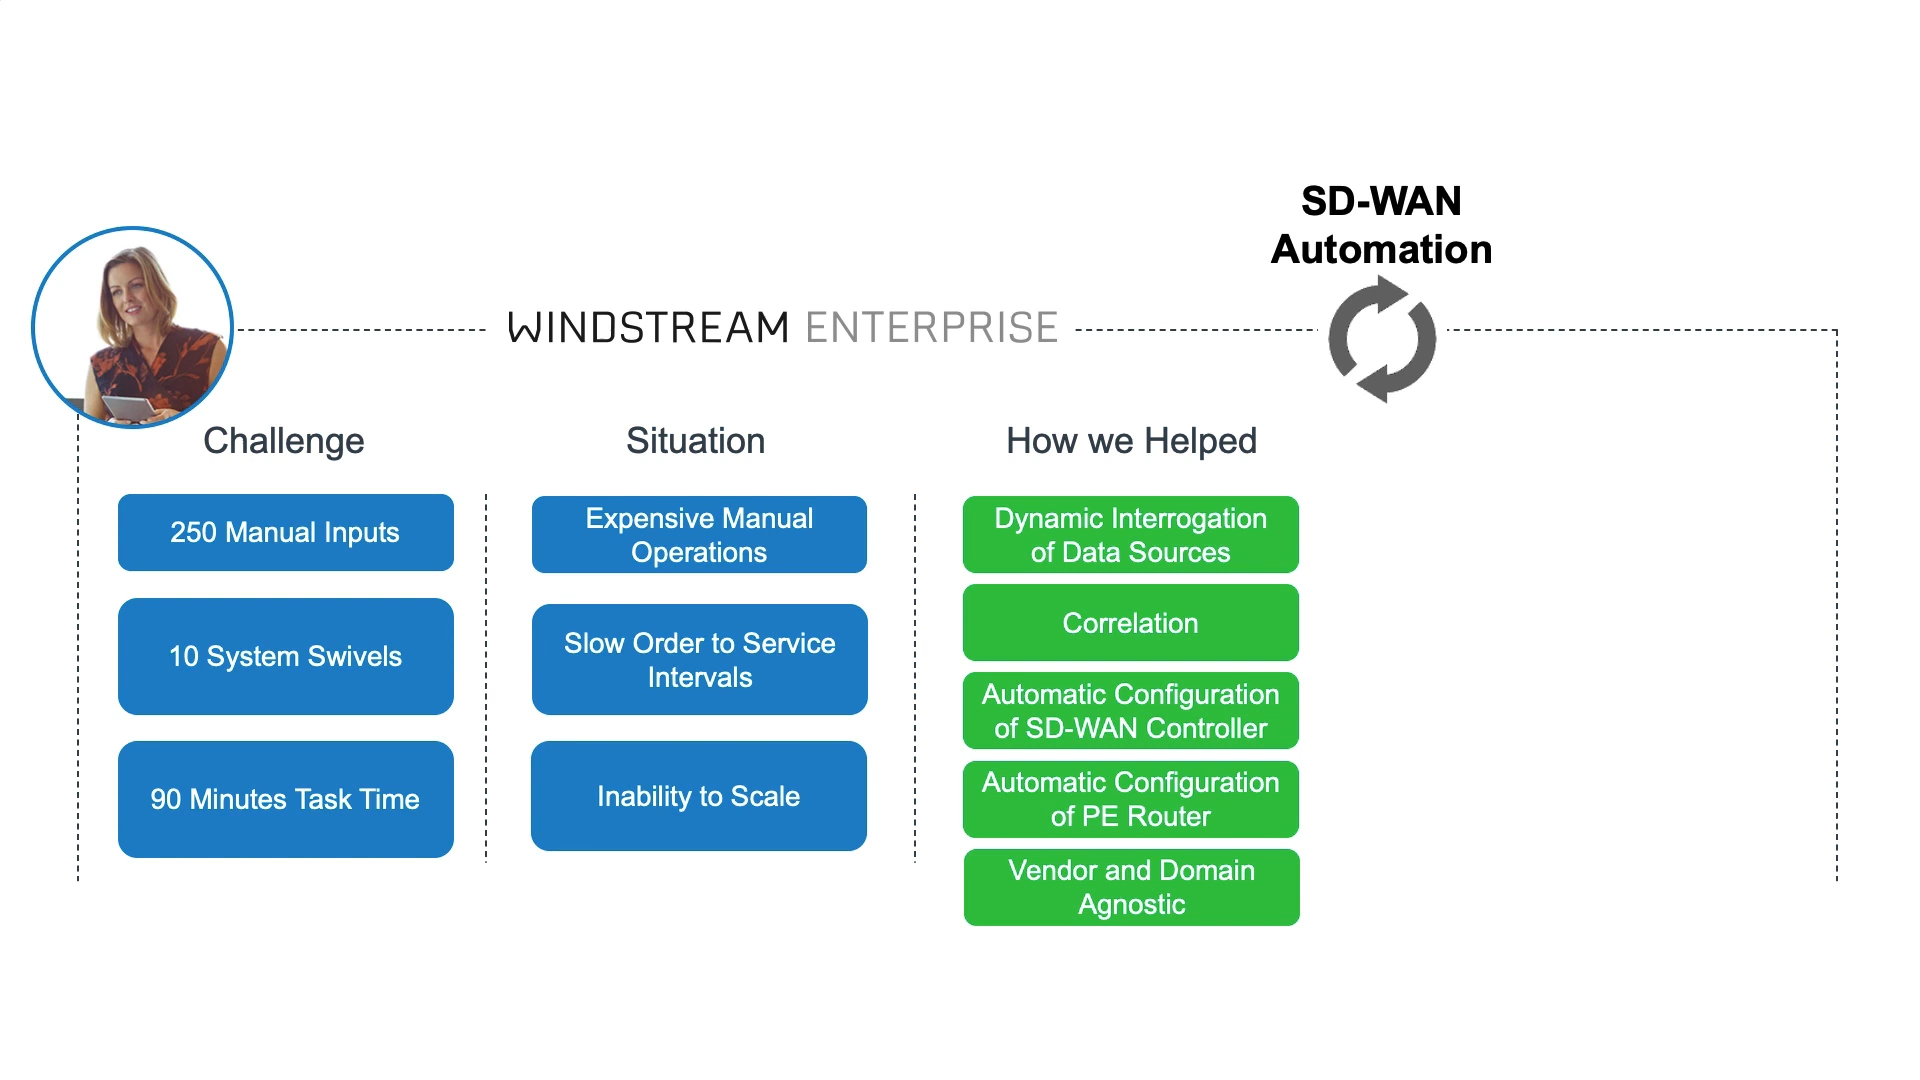 SD-WAN
Automation
WINDSTREAM ENTERPRISE
Challenge
250 Manual Inputs
10 System Swivels
90 Minutes Task Time
Situation
Expensive Manual
Operations
Slow Order to Service
Intervals
Inability to Scale
How we Helped
Dynamic Interrogation
of Data Sources
Correlation
Automatic Configuration
of SD-WAN Controller
Automatic Configuration
of PE Router
Vendor and Domain
Agnostic